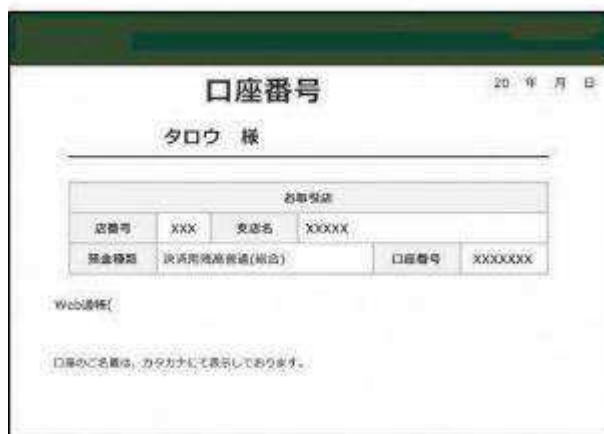 20 年 月 日
口座番号
タロウ 様
お取引店
店番号 XXX 支店名 XXXXX
預金種類 決済用残高普通(総合) 口座番号 XXXXXXX
Web通帳(
口座のご名義は、カタカナにて表示しております。